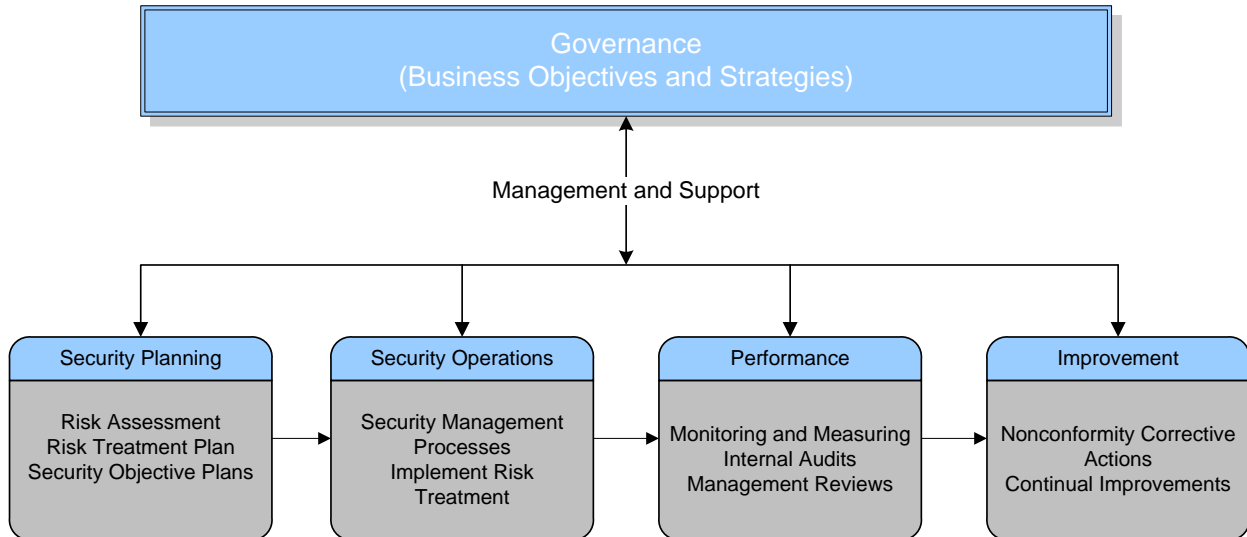 Governance
(Business Objectives and Strategies)
Management and Support
Security Planning
Risk Assessment
Risk Treatment Plan
Security Objective Plans
Security Operations
Security Management
Processes
Implement Risk
Treatment
Performance
Monitoring and Measuring
Internal Audits
Management Reviews
Improvement
Nonconformity Corrective
Actions
Continual Improvements